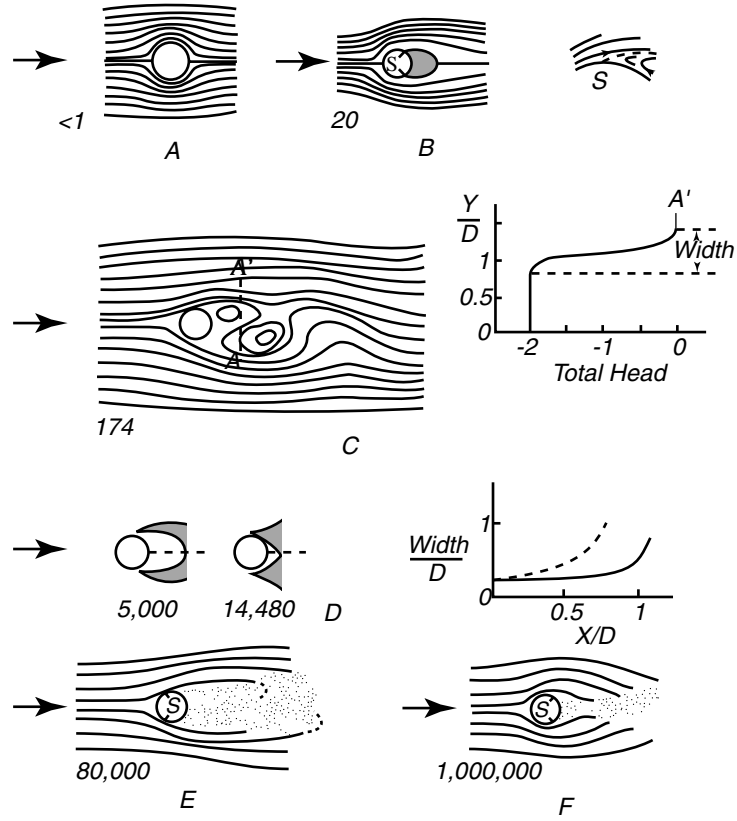 S
S
<1
20
A
B
A'
A
174
C
Y
D
1
0.5
0
-2
-1
0
Total Head
A'
Width
5,000
14,480
D
Width
D
1
0
0.5
1
X/D
S
80,000
E
S
1,000,000
F